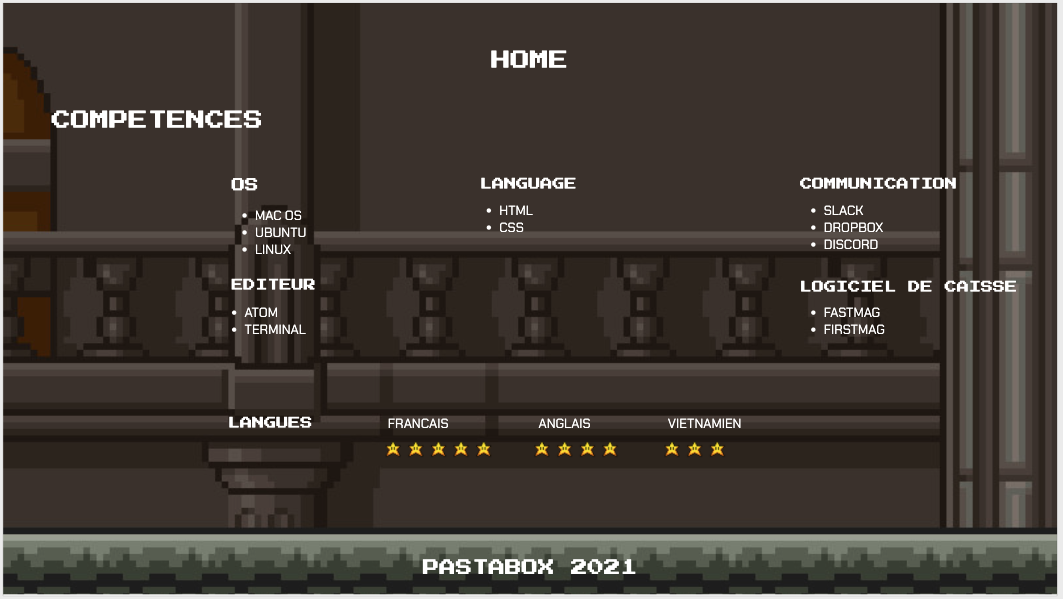 HOME
COMPETENCES
OS
MAC OS
UBUNTU
LINUX
LANGUAGE
HTML
CSS
COMMUNICATION
SLACK
DROPBOX
DISCORD
EDITEUR
ATOM
TERMINAL
LOGICIEL DE CAISSE
FASTMAG
FIRSTMAG
LANGUES
FRANCAIS
ANGLAIS
VIETNAMIEN
PASTABOX 2021